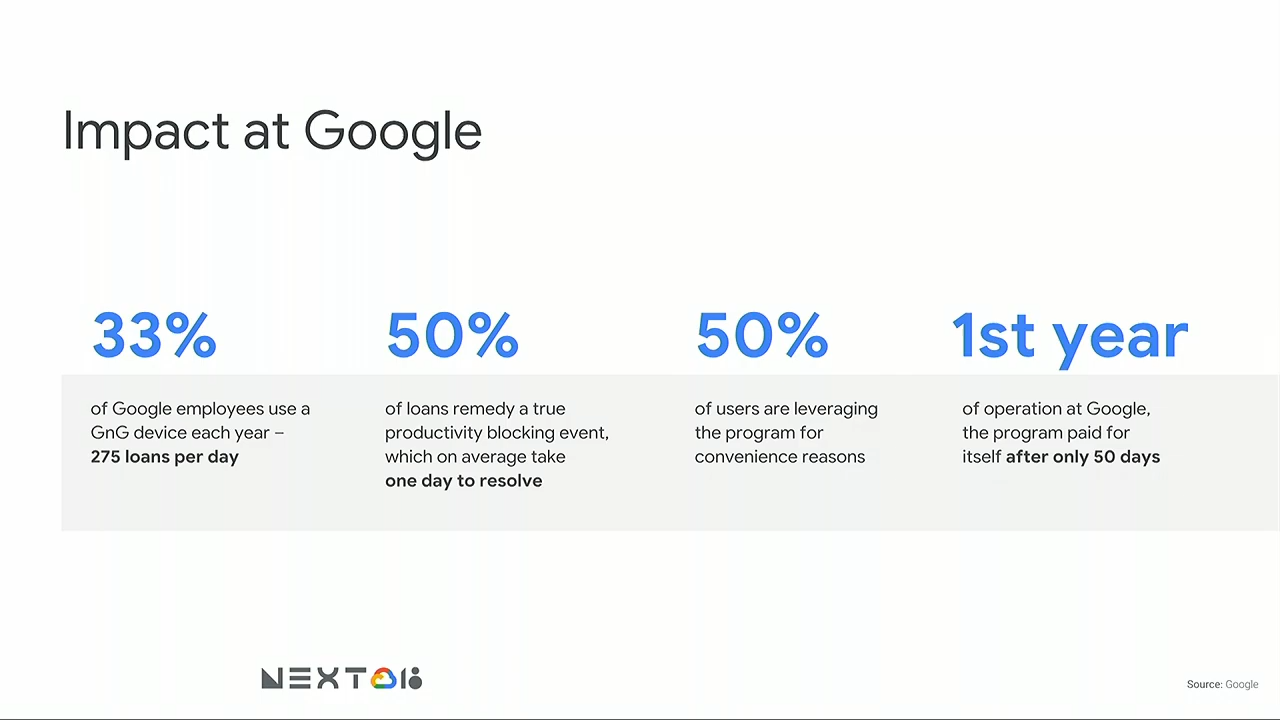 Impact at Google
33%
of Google employees use a
GnG device each year –
275 loans per day
50%
of loans remedy a true
productivity blocking event,
which on average take
one day to resolve
50%
of users are leveraging
the program for
convenience reasons
1st year
of operation at Google,
the program paid for
itself after only 50 days
NEXT 18
Source: Google